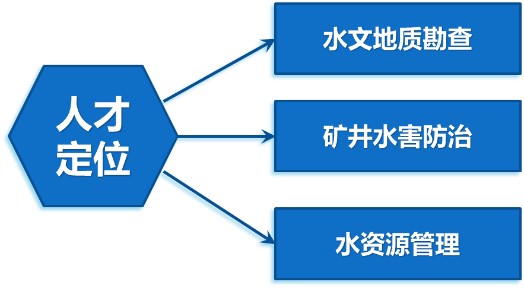 人才
定位
水文地质勘查
矿井水害防治
水资源管理